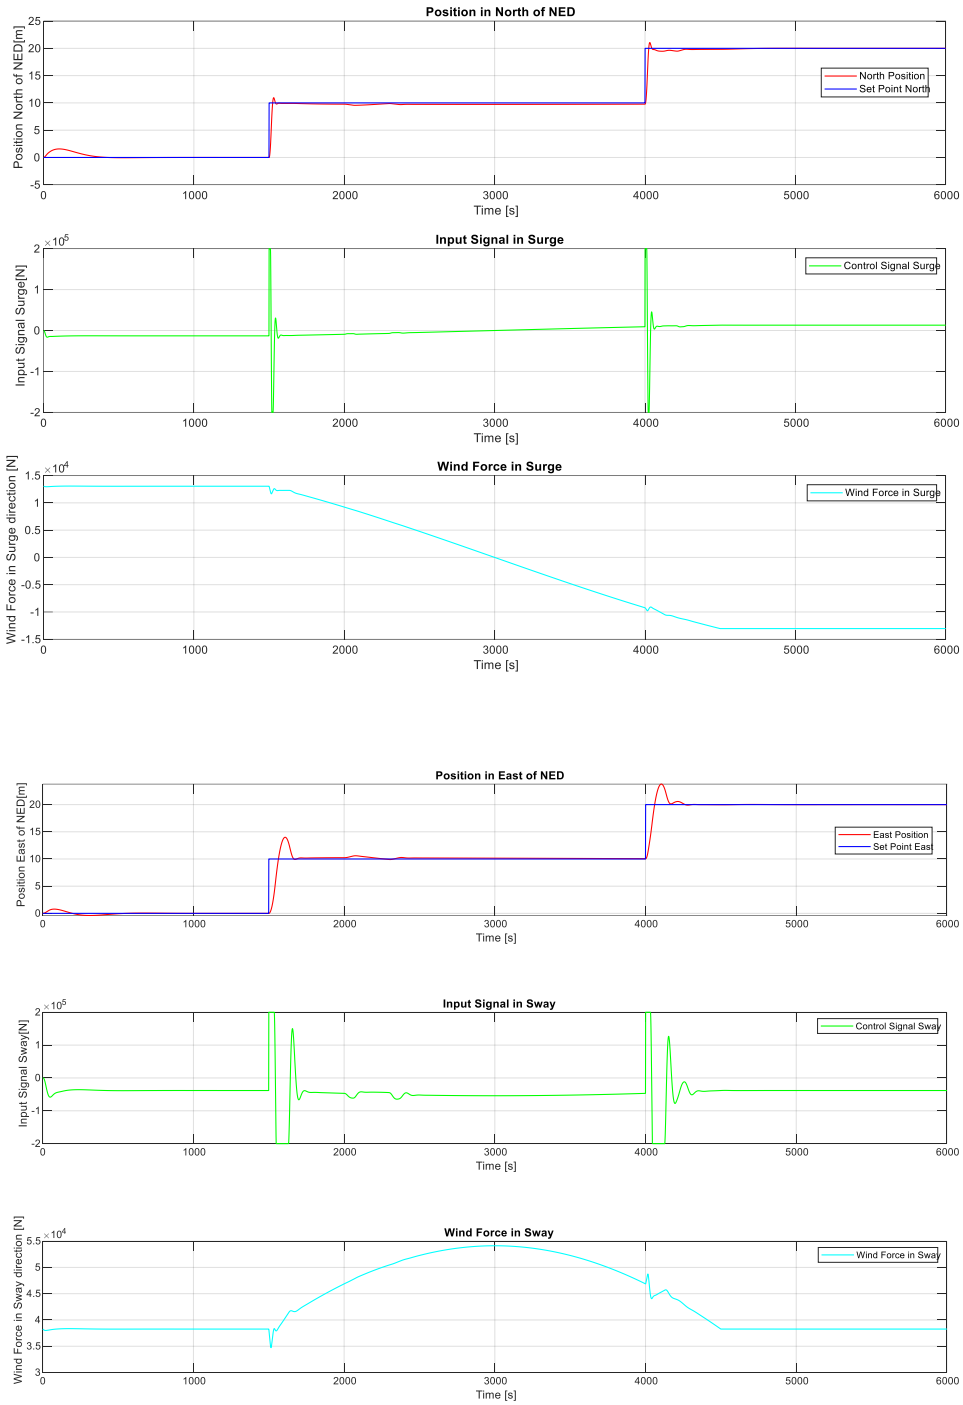 Position in North of NED
Position North of NED[m]
25
20
15
10
5
0
-5
North Position
Set Point North
0 1000 2000 3000 4000 5000 6000
Time [s]
Input Signal in Surge
×10^5
Input Signal Surge[N]
2
1
0
-1
-2
Control Signal Surge
0 1000 2000 3000 4000 5000 6000
Time [s]
Wind Force in Surge
×10^4
Wind Force in Surge direction [N]
1.5
1
0.5
0
-0.5
-1
-1.5
Wind Force in Surge
0 1000 2000 3000 4000 5000 6000
Time [s]
Position in East of NED
Position East of NED[m]
20
15
10
5
0
East Position
Set Point East
0 1000 2000 3000 4000 5000 6000
Time [s]
Input Signal in Sway
×10^5
Input Signal Sway[N]
2
1
0
-1
-2
Control Signal Sway
0 1000 2000 3000 4000 5000 6000
Time [s]
Wind Force in Sway
×10^4
Wind Force in Sway direction [N]
5.5
5
4.5
4
3.5
3
Wind Force in Sway
0 1000 2000 3000 4000 5000 6000
Time [s]